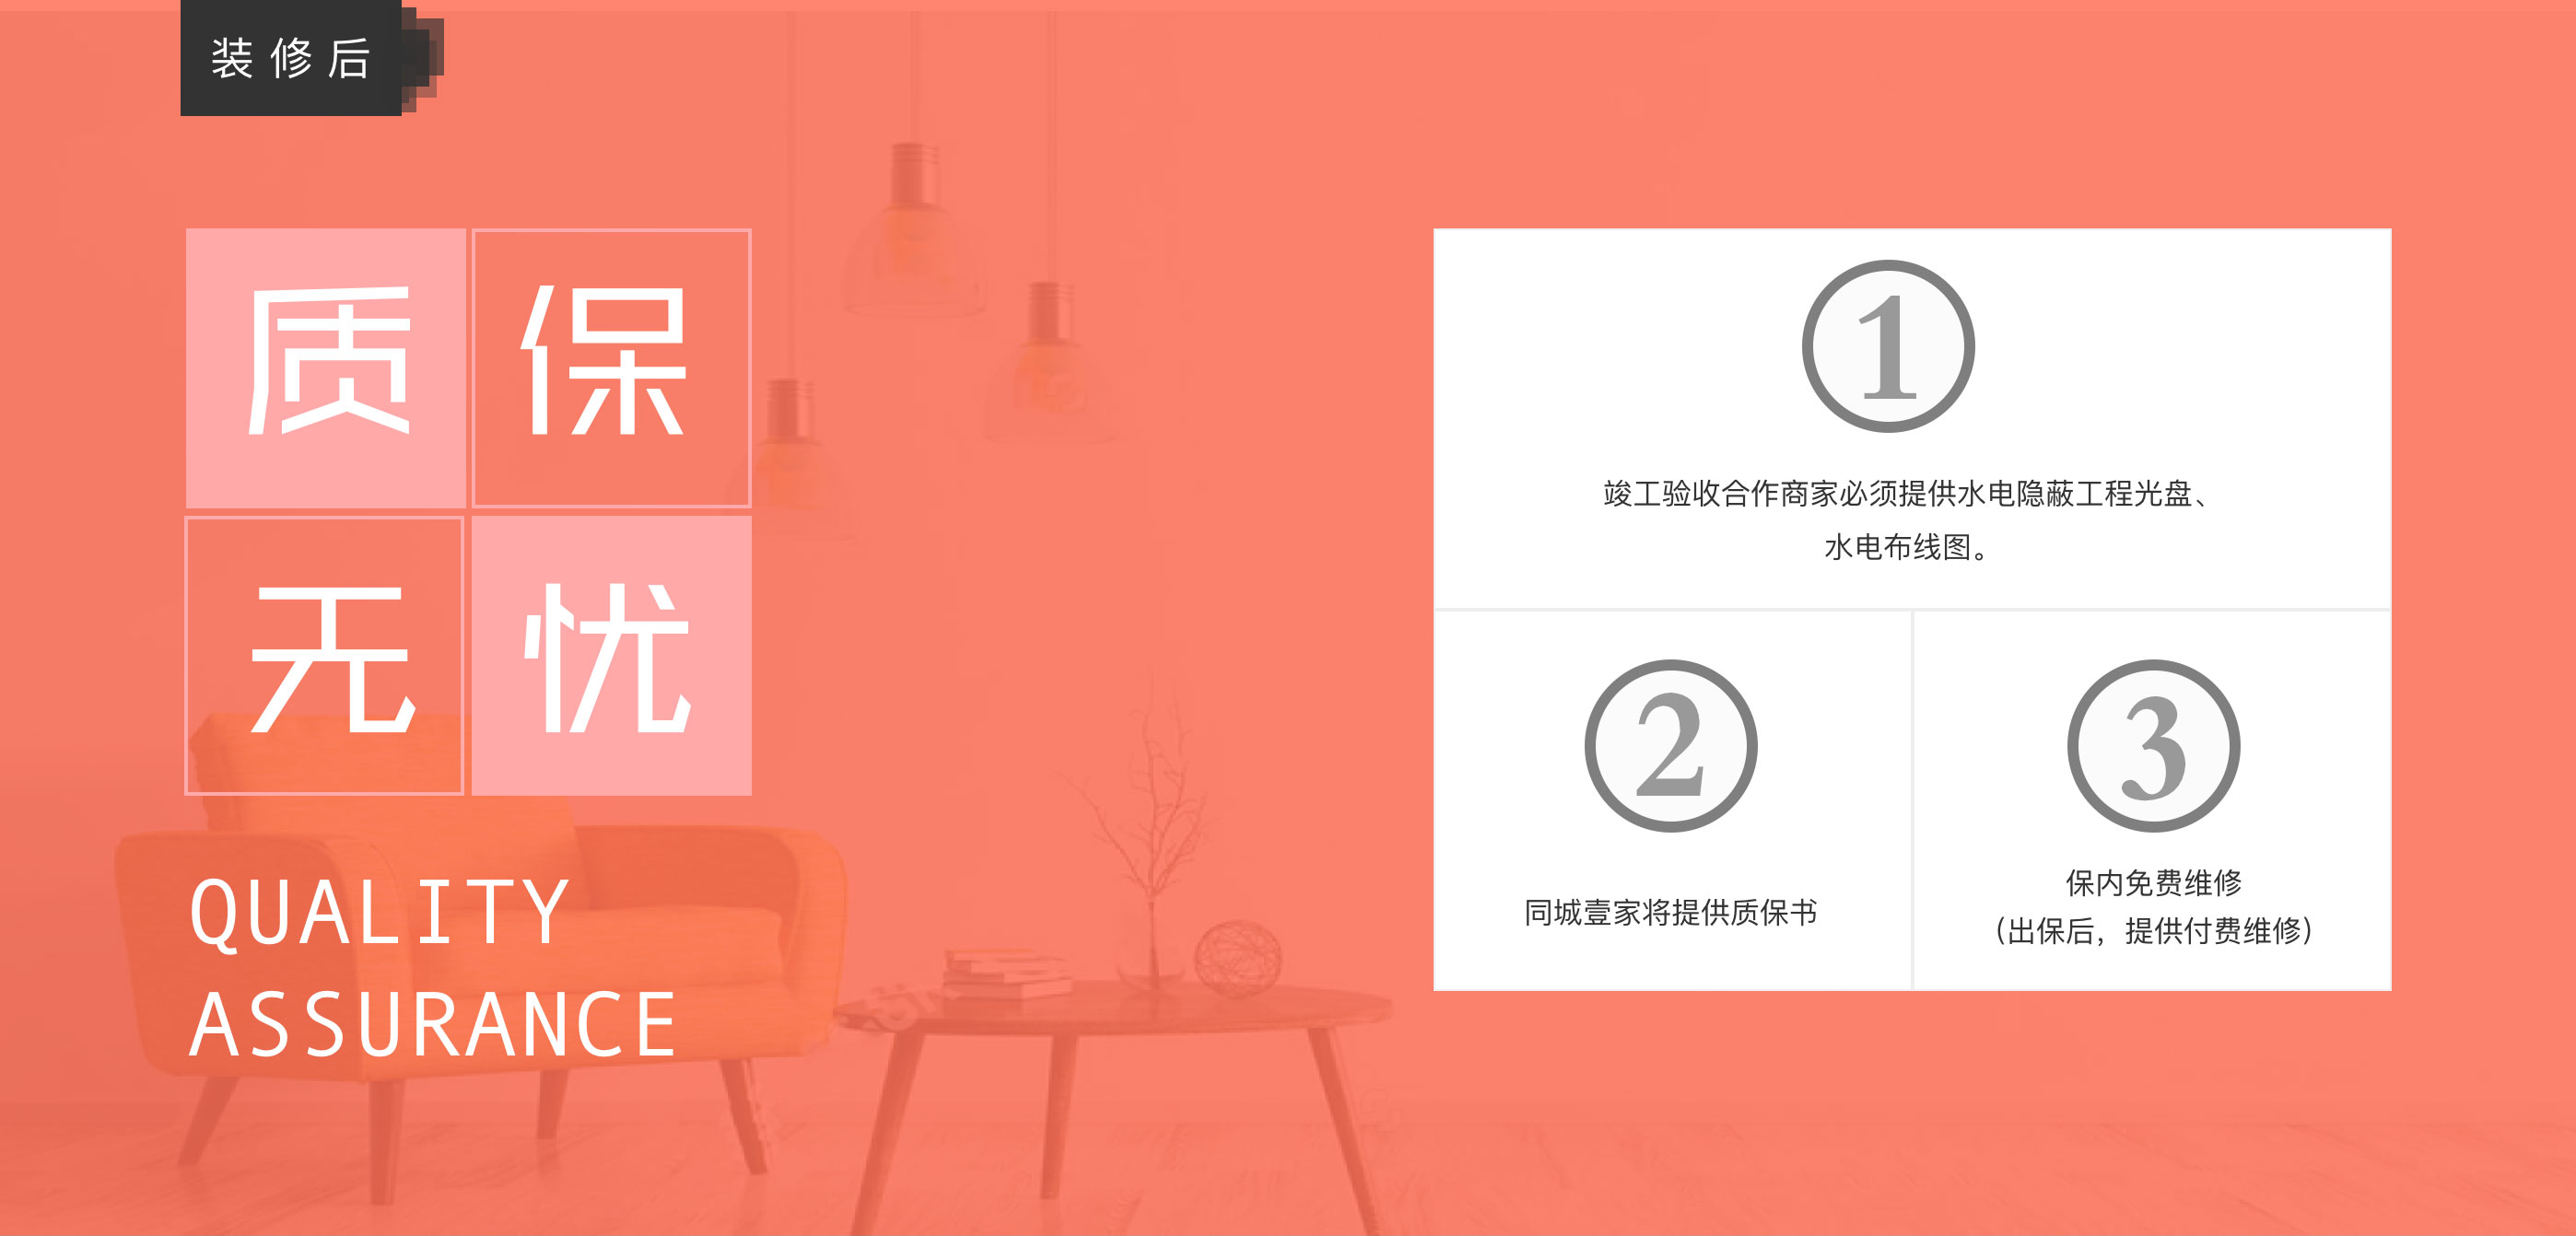 装修后
质保
无忧
QUALITY
ASSURANCE
1
竣工验收合作商家必须提供水电隐蔽工程光盘、
水电布线图。
2
同城壹家将提供质保书
3
保内免费维修
（出保后，提供付费维修）